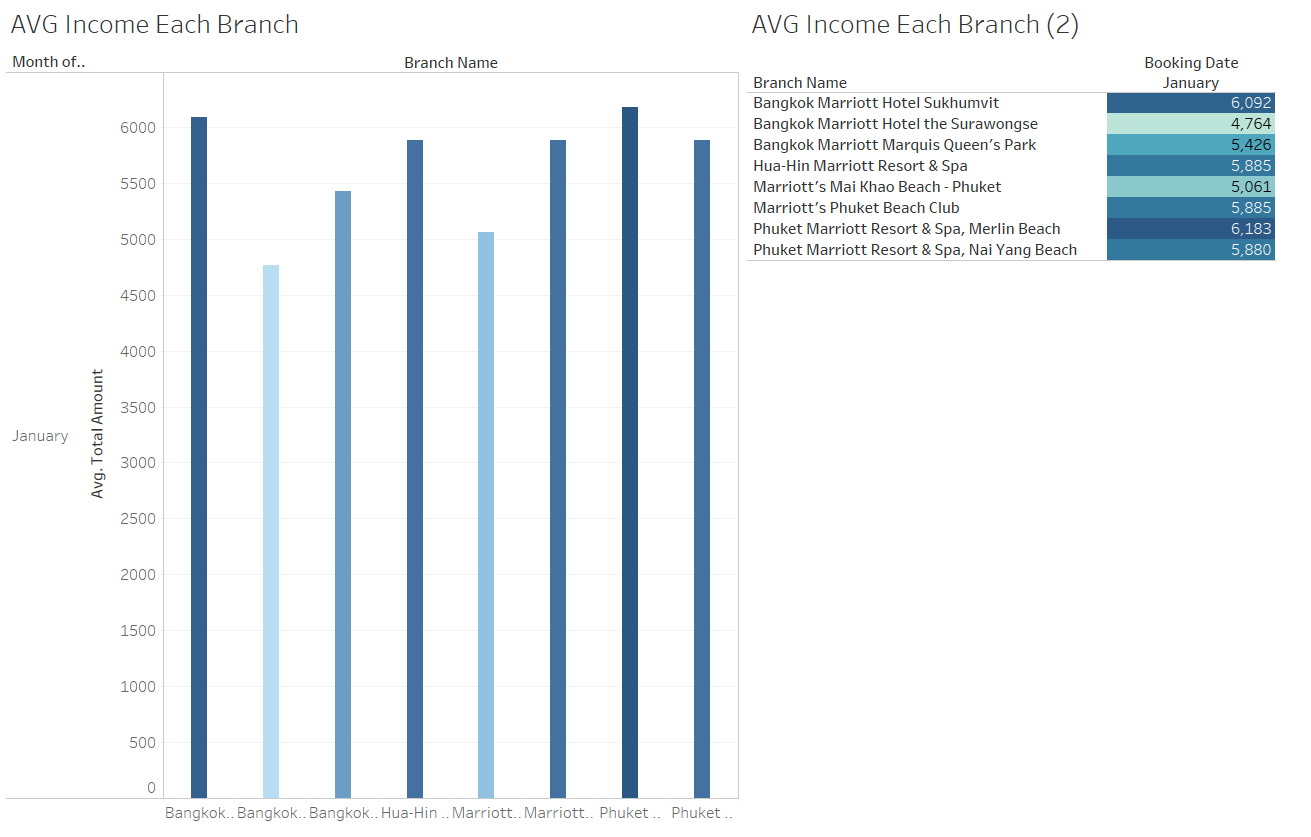 AVG Income Each Branch
Month of..
Branch Name
6000
5500
5000
4500
4000
3500
3000
2500
2000
1500
1000
500
0
Avg. Total Amount
January
Bangkok.. Bangkok.. Bangkok.. Hua-Hin .. Marriott.. Marriott.. Phuket .. Phuket ..
AVG Income Each Branch (2)
Booking Date
Branch Name January
Bangkok Marriott Hotel Sukhumvit 6,092
Bangkok Marriott Hotel the Surawongse 4,764
Bangkok Marriott Marquis Queen’s Park 5,426
Hua-Hin Marriott Resort & Spa 5,885
Marriott’s Mai Khao Beach - Phuket 5,061
Marriott’s Phuket Beach Club 5,885
Phuket Marriott Resort & Spa, Merlin Beach 6,183
Phuket Marriott Resort & Spa, Nai Yang Beach 5,880